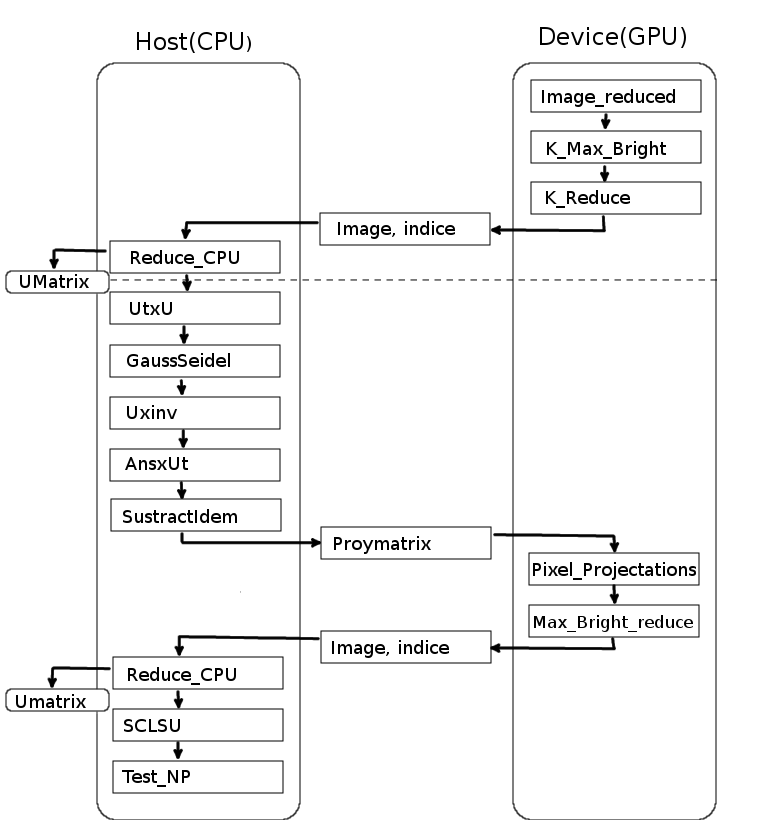 Host(CPU)
Device(GPU)
Image_reduced
K_Max_Bright
K_Reduce
Image, indice
Reduce_CPU
UMatrix
UtxU
GaussSeidel
Uxinv
AnsxUt
SustractIdem
Proymatrix
Pixel_Projectations
Max_Bright_reduce
Image, indice
Reduce_CPU
Umatrix
SCLSU
Test_NP